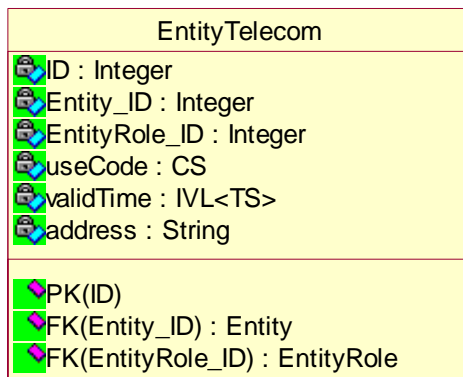 EntityTelecom
ID : Integer
Entity_ID : Integer
EntityRole_ID : Integer
useCode : CS
validTime : IVL<TS>
address : String
PK(ID)
FK(Entity_ID) : Entity
FK(EntityRole_ID) : EntityRole